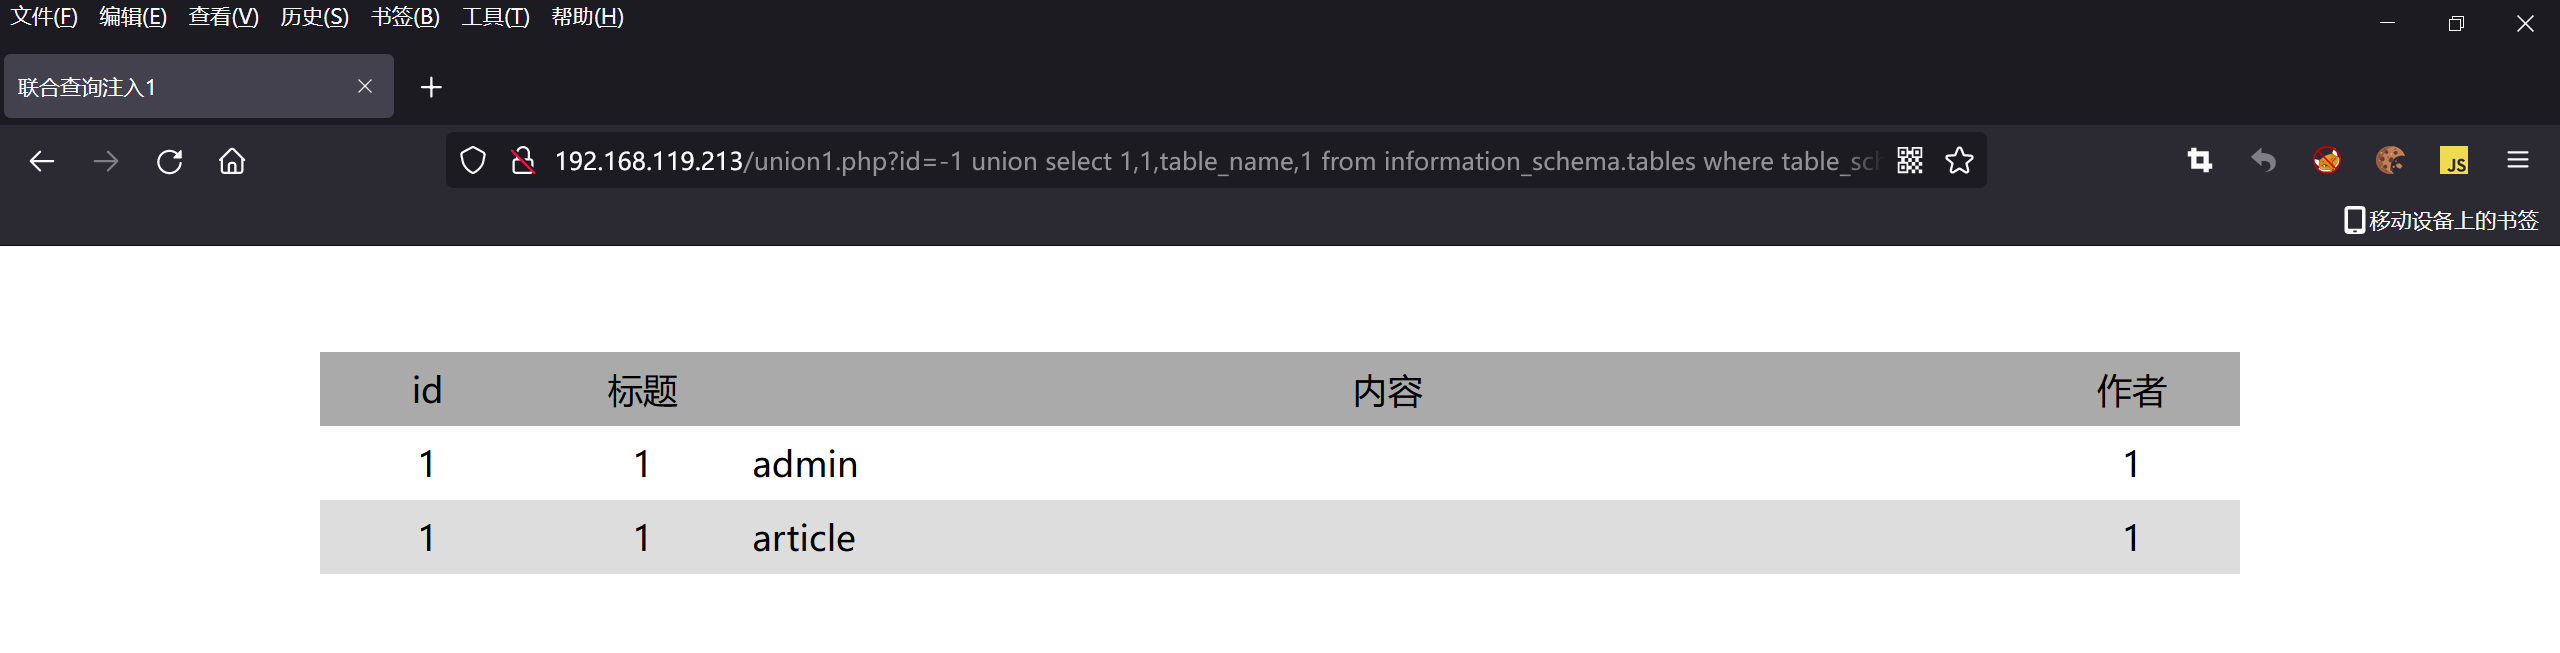 文件(F) 编辑(E) 查看(V) 历史(S) 书签(B) 工具(T) 帮助(H)
联合查询注入1
192.168.119.213/union1.php?id=-1 union select 1,1,table_name,1 from information_schema.tables where table_sch
JS
移动设备上的书签
id 标题 内容 作者
1 1 admin 1
1 1 article 1